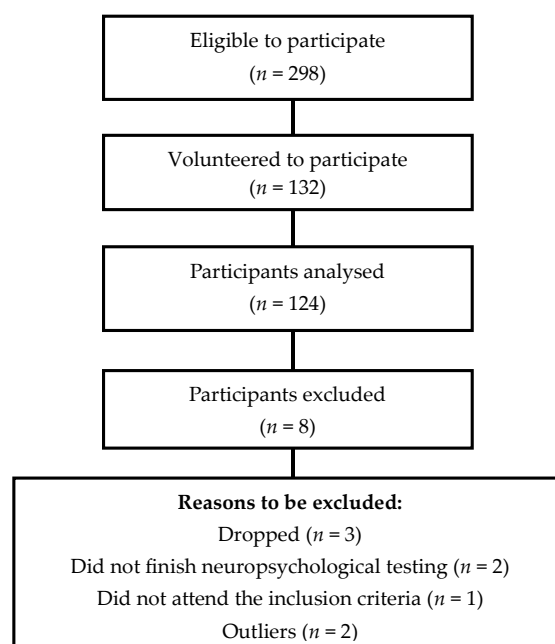 Eligible to participate
(n = 298)
Volunteered to participate
(n = 132)
Participants analysed
(n = 124)
Participants excluded
(n = 8)
Reasons to be excluded:
Dropped (n = 3)
Did not finish neuropsychological testing (n = 2)
Did not attend the inclusion criteria (n = 1)
Outliers (n = 2)